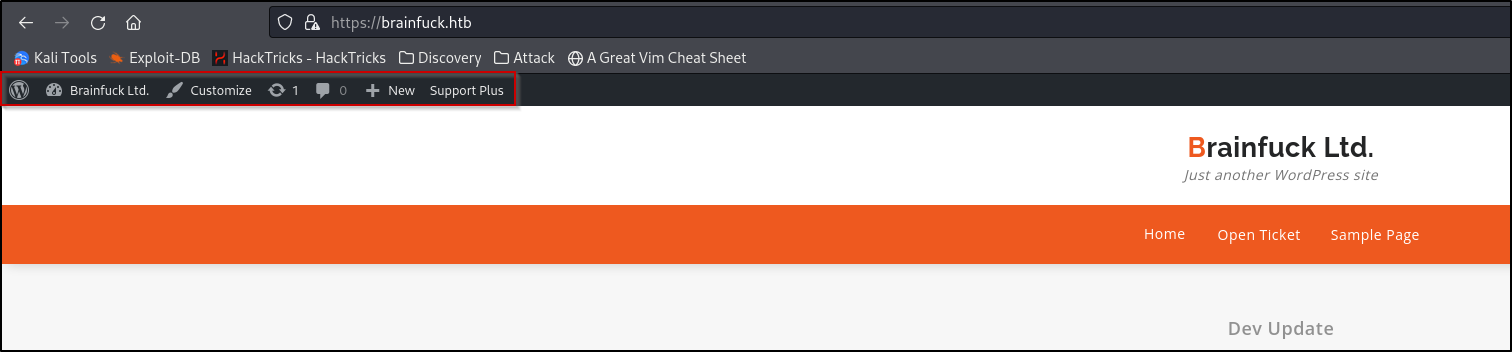 https://brainfuck.htb
Kali Tools Exploit-DB HackTricks - HackTricks Discovery Attack A Great Vim Cheat Sheet
Brainfuck Ltd. Customize 1 0 New Support Plus
Brainfuck Ltd.
Just another WordPress site
Home Open Ticket Sample Page
Dev Update